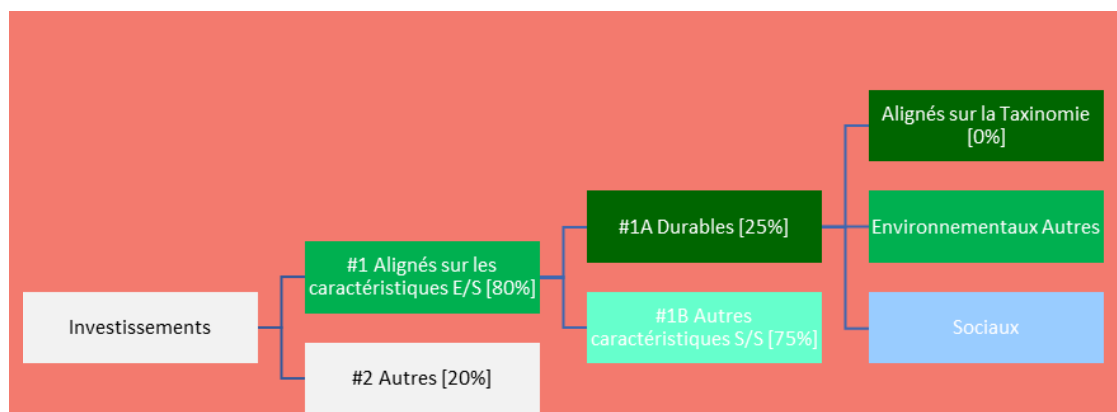 Alignés sur la Taxinomie
[0%]
#1A Durables [25%]
Environnementaux Autres
#1 Alignés sur les
caractéristiques E/S [80%]
Investissements
#1B Autres
caractéristiques S/S [75%]
Sociaux
#2 Autres [20%]